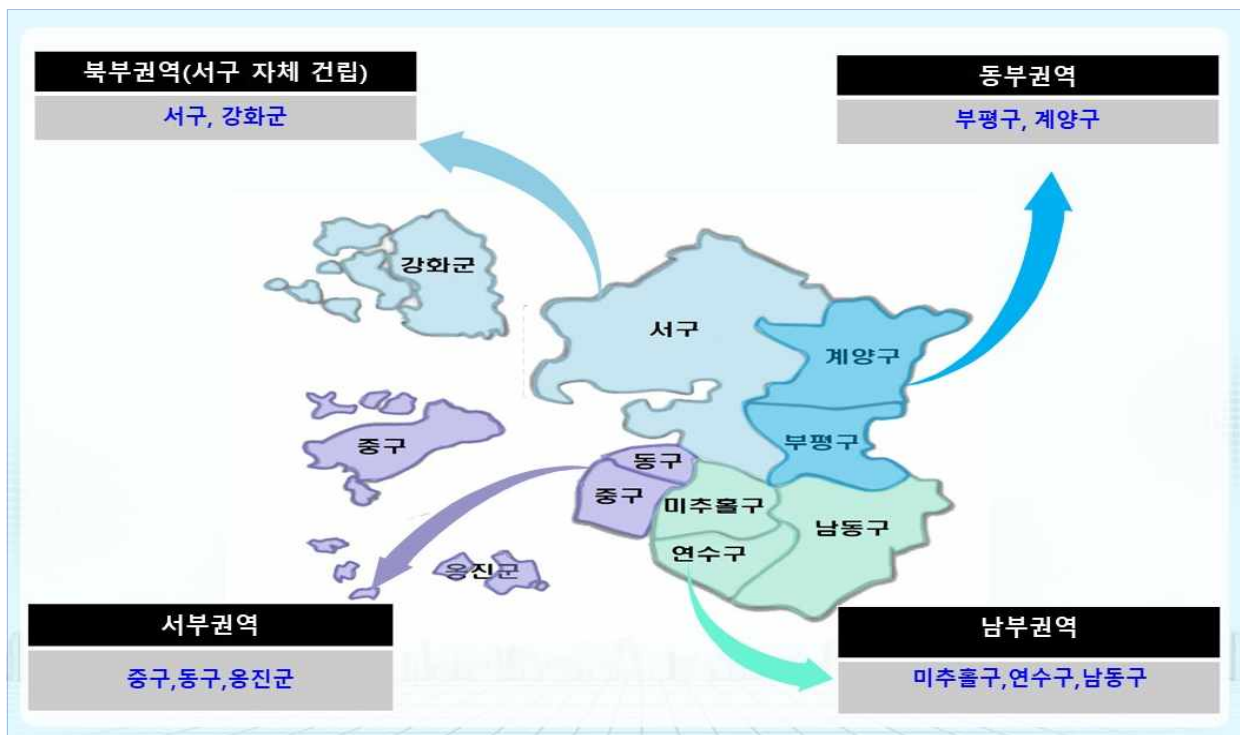 북부권역(서구 자체 건립)
서구, 강화군
동부권역
부평구, 계양구
강화군
서구
계양구
중구
부평구
동구
중구
미추홀구
남동구
연수구
옹진군
서부권역
중구,동구,옹진군
남부권역
미추홀구,연수구,남동구